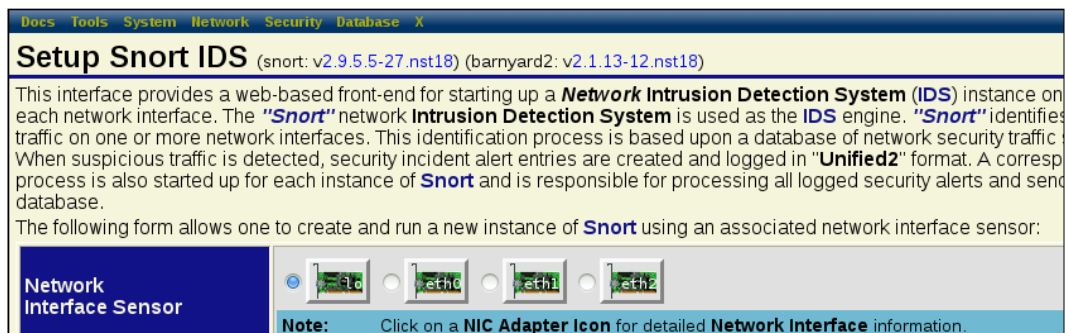 Docs Tools System Network Security Database X
Setup Snort IDS (snort: v2.9.5.5-27.nst18) (barnyard2: v2.1.13-12.nst18)
This interface provides a web-based front-end for starting up a Network Intrusion Detection System (IDS) instance on
each network interface. The "Snort" network Intrusion Detection System is used as the IDS engine. "Snort" identifies
traffic on one or more network interfaces. This identification process is based upon a database of network security traffic
When suspicious traffic is detected, security incident alert entries are created and logged in "Unified2" format. A corresp
process is also started up for each instance of Snort and is responsible for processing all logged security alerts and send
database.
The following form allows one to create and run a new instance of Snort using an associated network interface sensor:
Network
Interface Sensor
lo eth0 eth1 eth2
Note: Click on a NIC Adapter Icon for detailed Network Interface information.